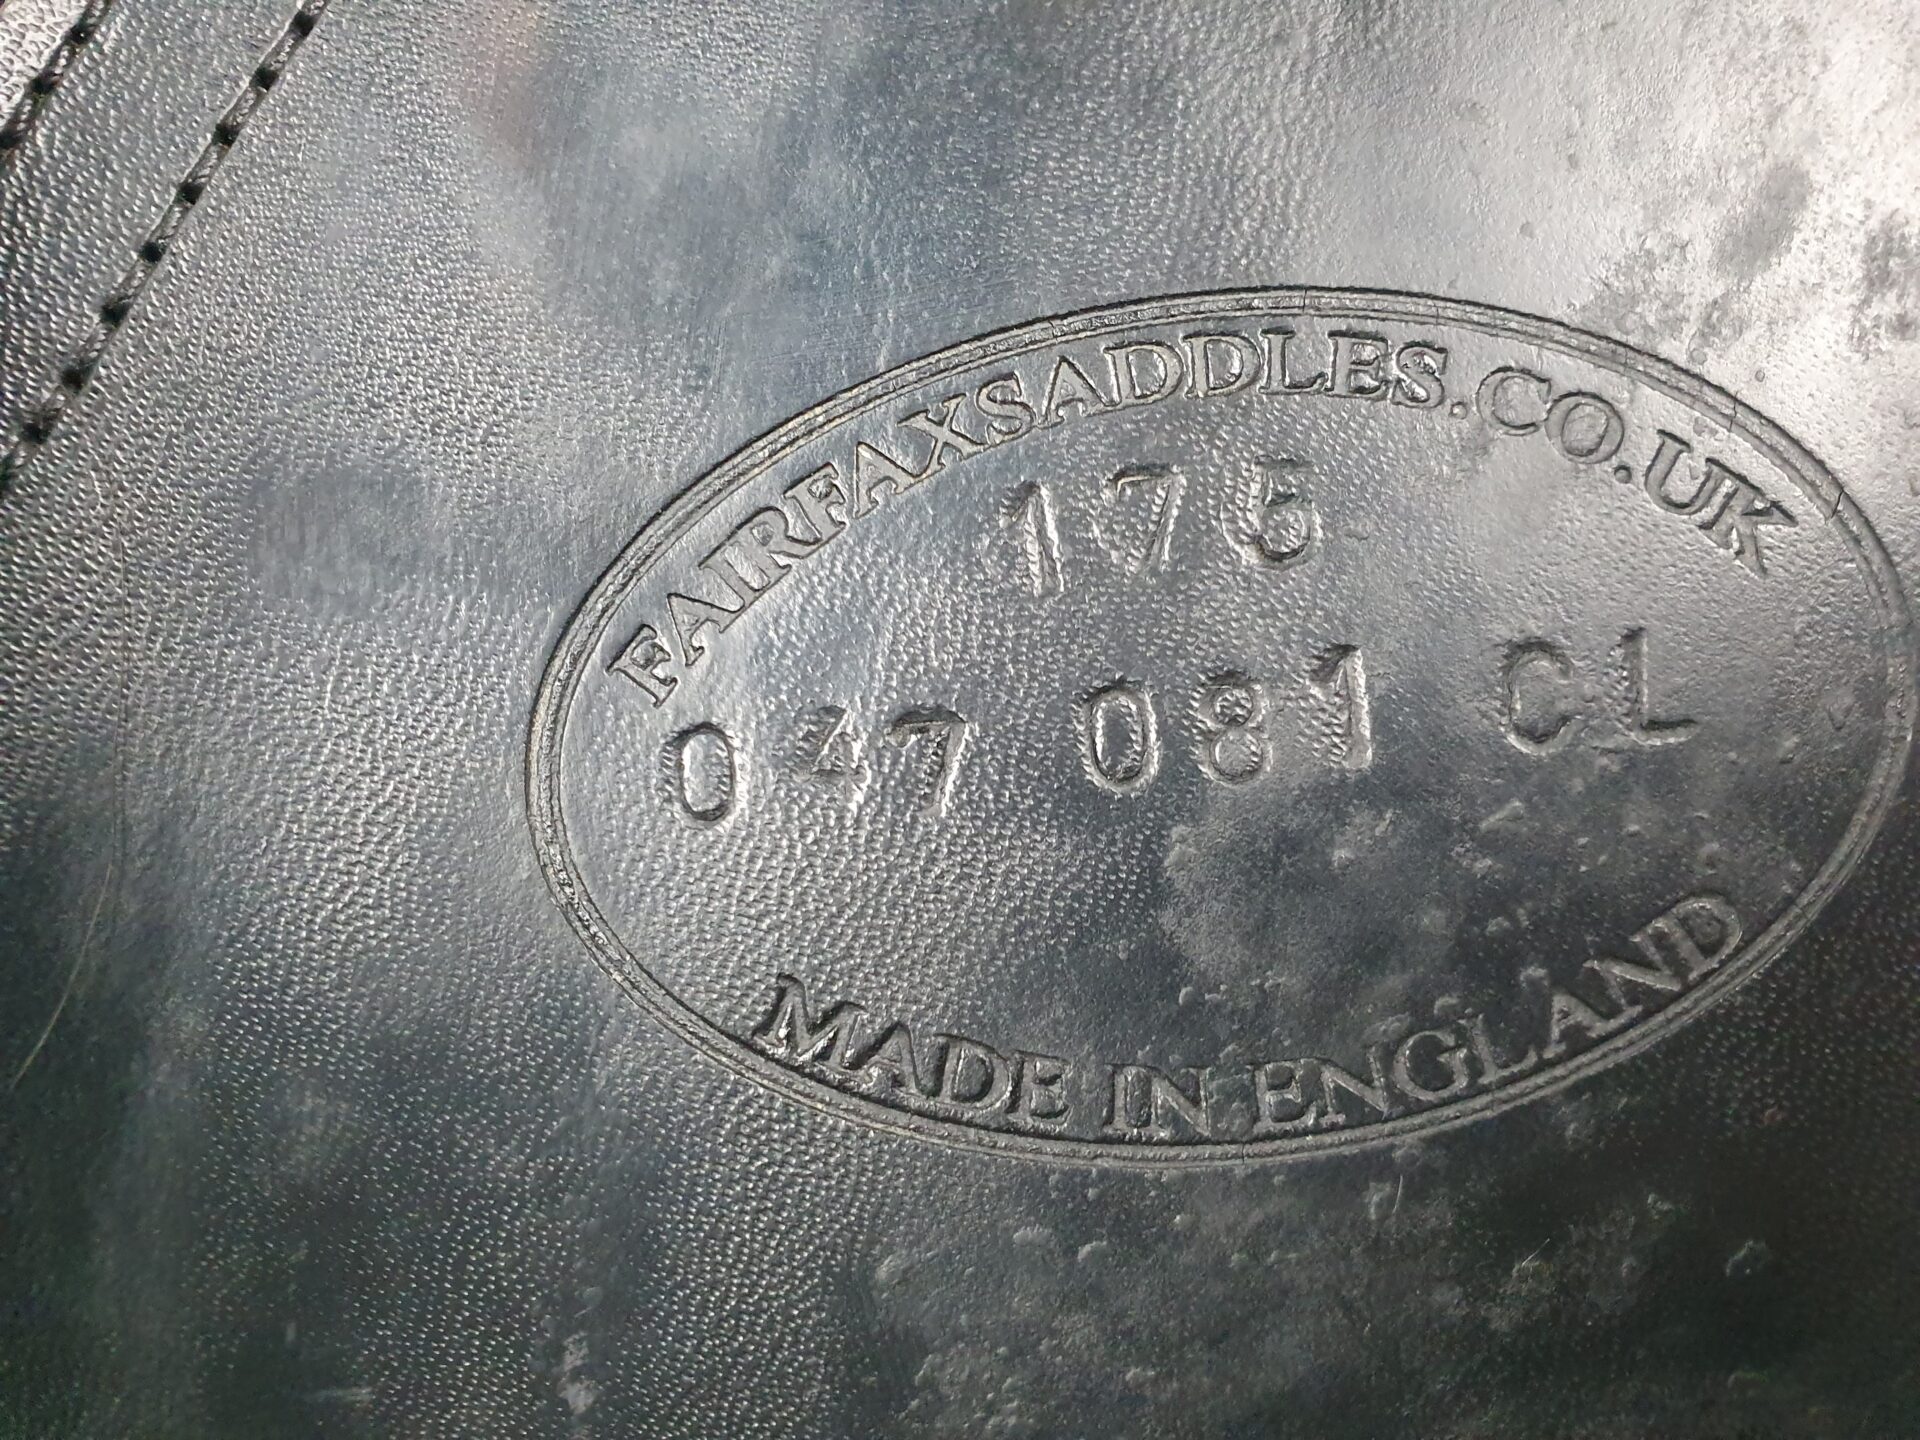 FAIRFAXSADDLES.CO.UK
175
047 081 CL
MADE IN ENGLAND